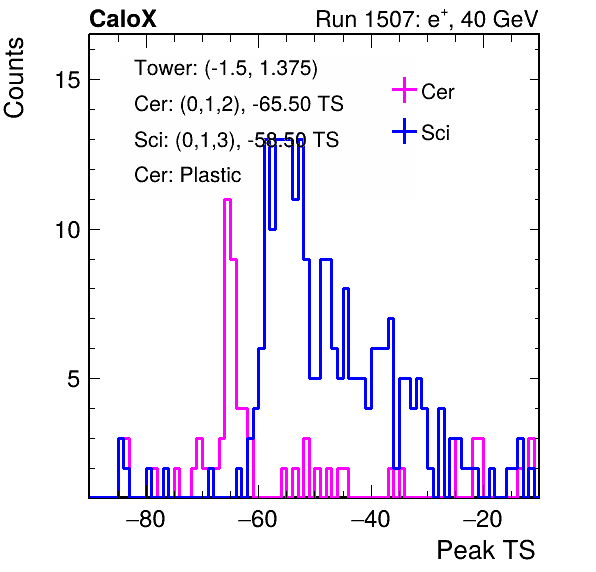 CaloX Run 1507: e⁺, 40 GeV
Counts
Tower: (-1.5, 1.375)
Cer: (0,1,2), -65.50 TS
Sci: (0,1,3), -58.50 TS
Cer: Plastic
Cer
Sci
15
10
5
−80 −60 −40 −20
Peak TS